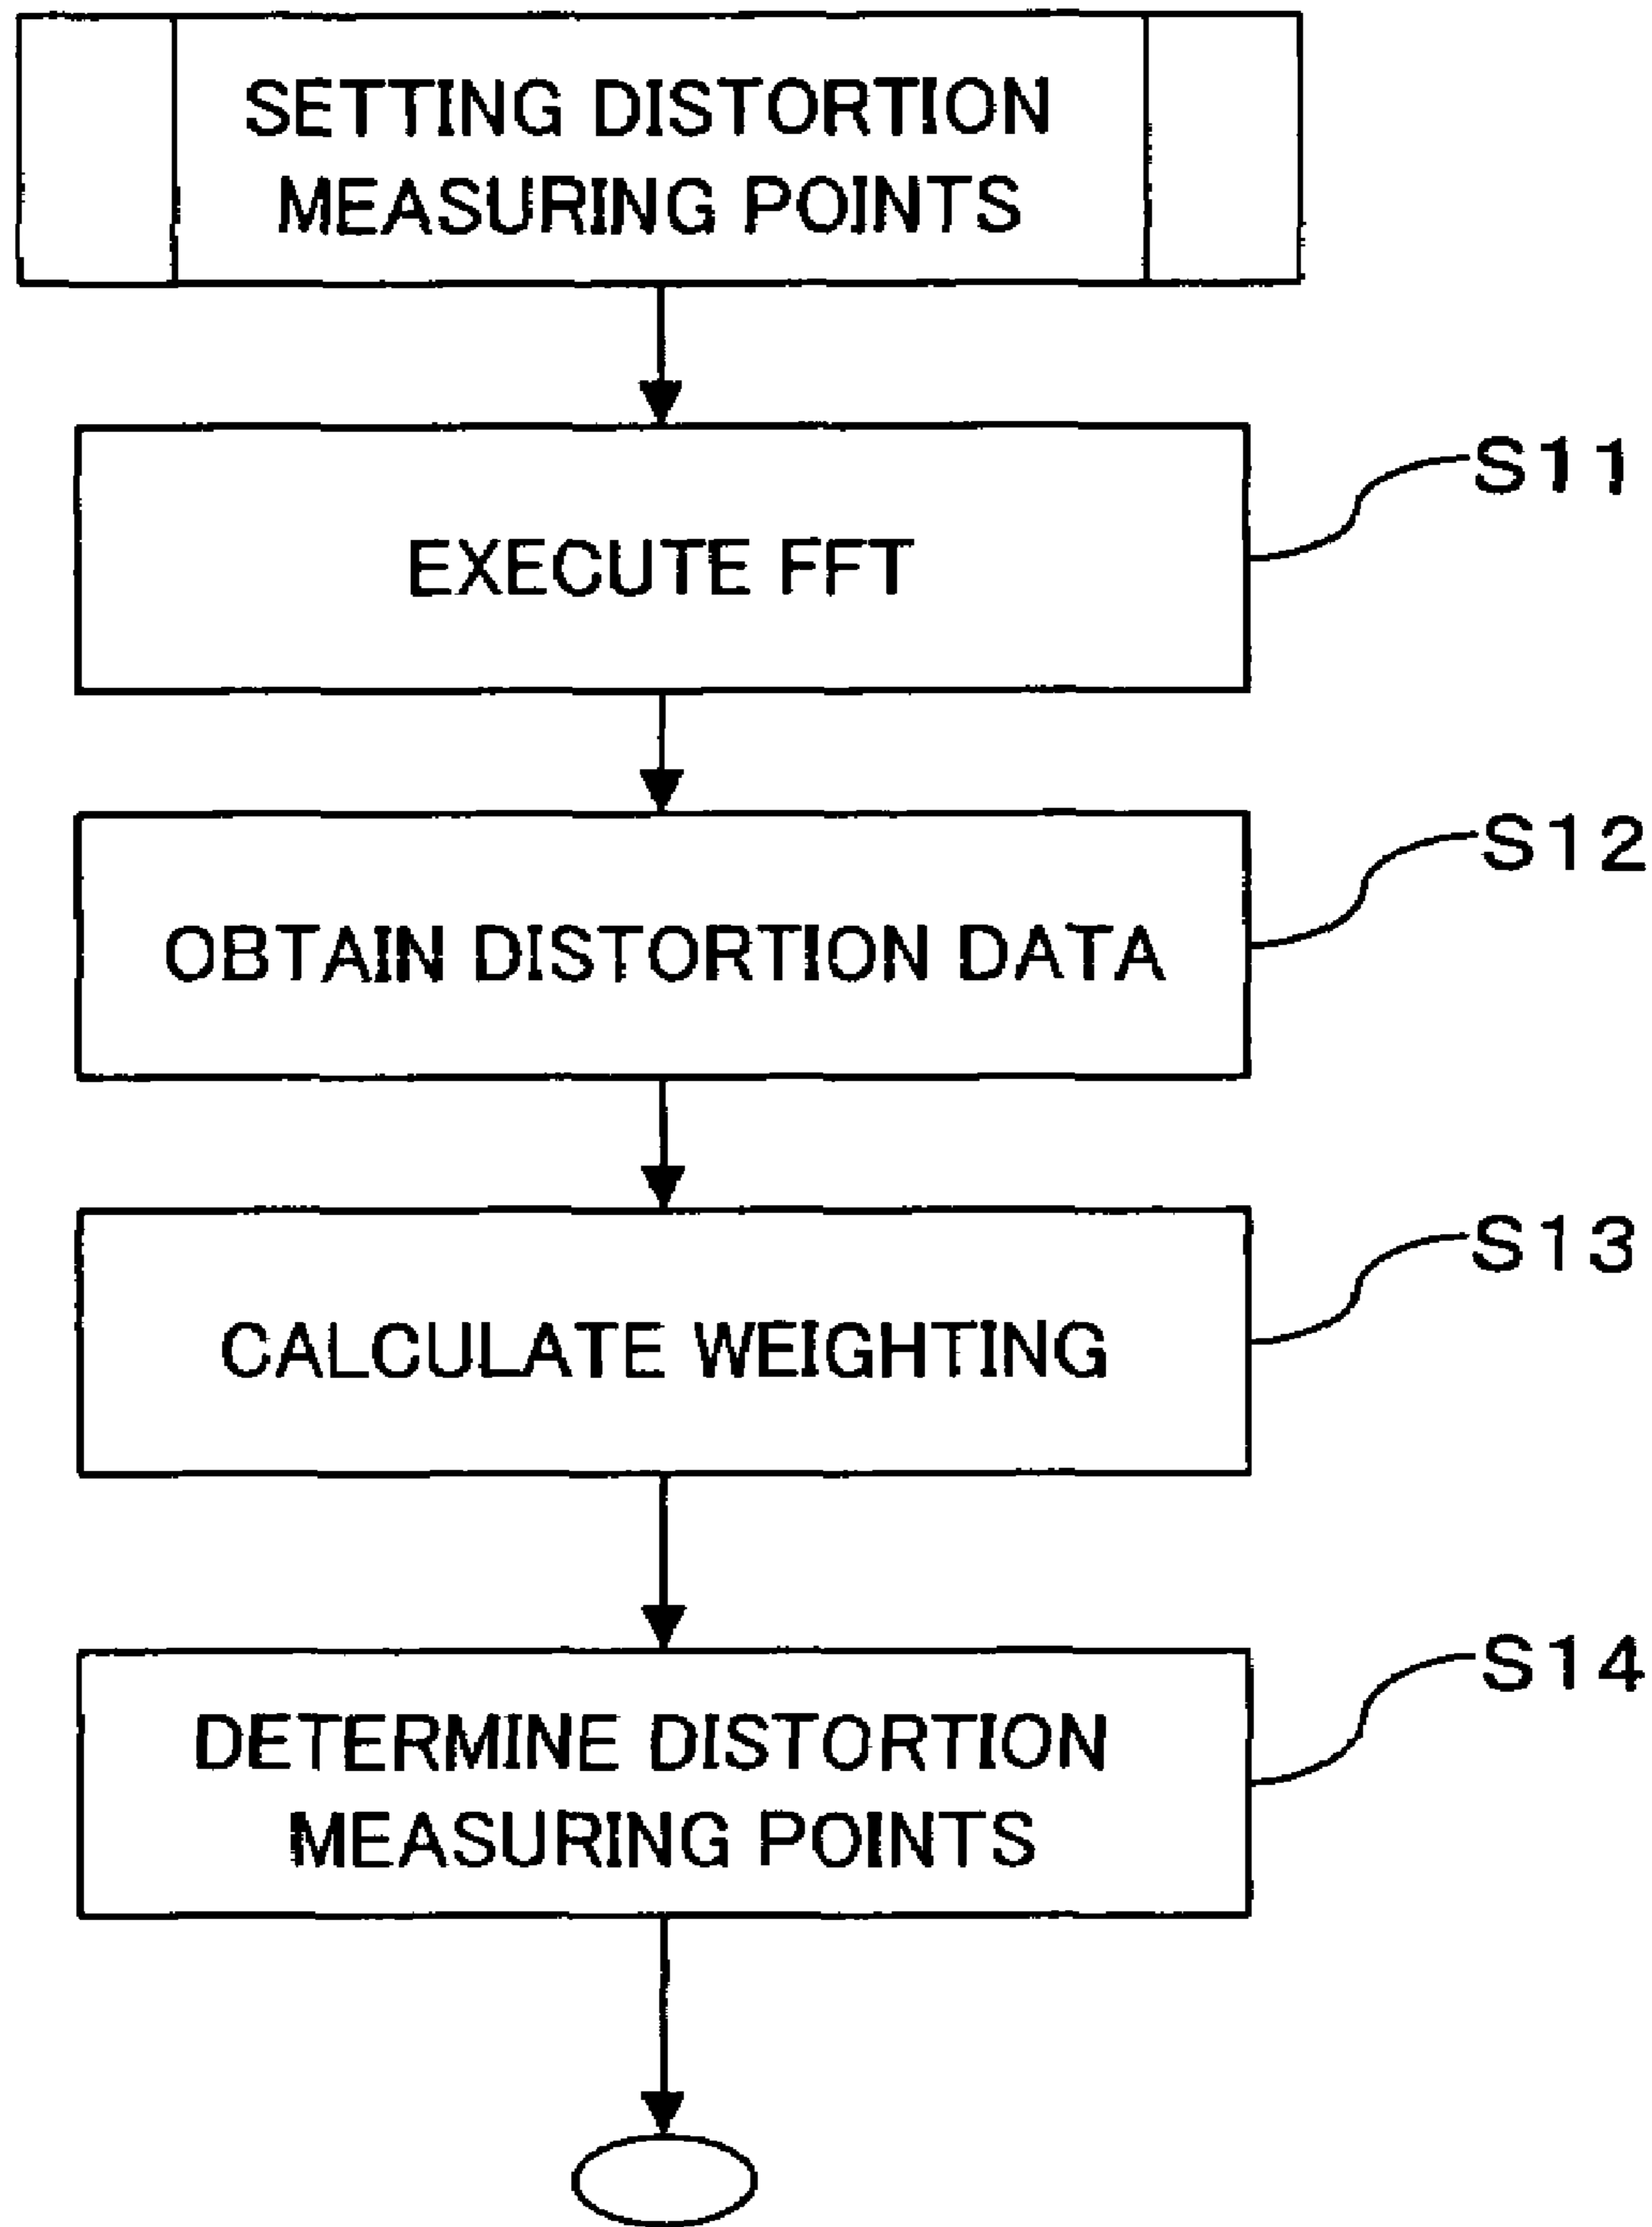 SETTING DISTORTION
MEASURING POINTS
S11
EXECUTE FFT
S12
OBTAIN DISTORTION DATA
S13
CALCULATE WEIGHTING
S14
DETERMINE DISTORTION
MEASURING POINTS